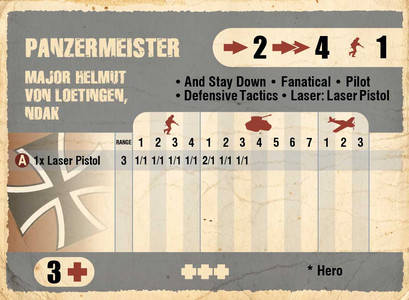 PANZERMEISTER
2 4 1
MAJOR HELMUT
VON LOETINGEN,
NDAK
• And Stay Down • Fanatical • Pilot
• Defensive Tactics • Laser: Laser Pistol
RANGE 1 2 3 4 1 2 3 4 5 6 7 1 2 3
A 1x Laser Pistol 3 1/1 1/1 1/1 1/1 2/1 1/1 1/1 1/1
3
* Hero